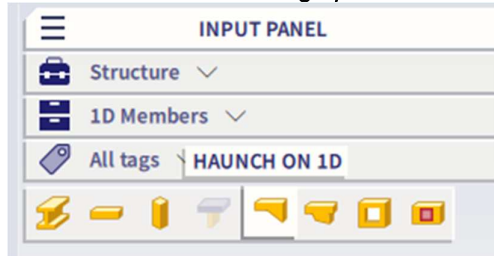 INPUT PANEL
Structure
1D Members
All tags
HAUNCH ON 1D